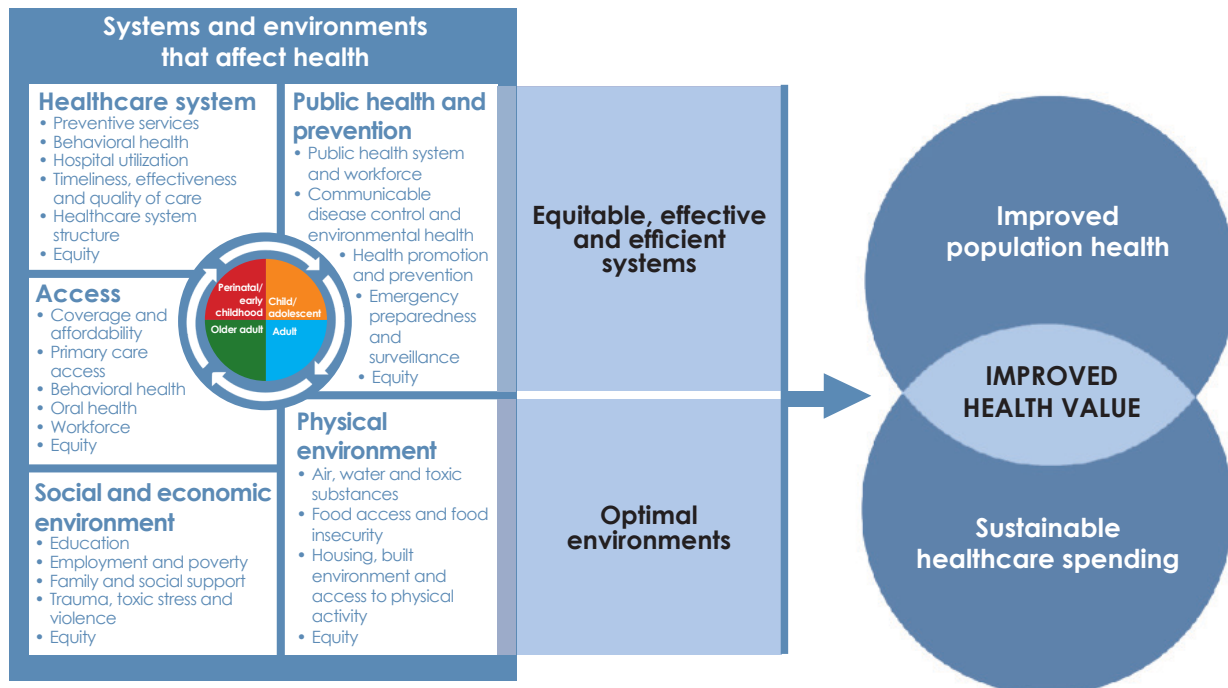 Systems and environments
that affect health
Healthcare system
• Preventive services
• Behavioral health
• Hospital utilization
• Timeliness, effectiveness
and quality of care
• Healthcare system
structure
• Equity
Public health and
prevention
• Public health system
and workforce
• Communicable
disease control and
environmental health
• Health promotion
and prevention
• Emergency
preparedness
and
surveillance
• Equity
Access
• Coverage and
affordability
• Primary care
access
• Behavioral health
• Oral health
• Workforce
• Equity
Perinatal/
early
childhood
Child/
adolescent
Older adult
Adult
Social and economic
environment
• Education
• Employment and poverty
• Family and social support
• Trauma, toxic stress and
violence
• Equity
Physical
environment
• Air, water and toxic
substances
• Food access and food
insecurity
• Housing, built
environment and
access to physical
activity
• Equity
Equitable, effective
and efficient
systems
Optimal
environments
Improved
population health
IMPROVED
HEALTH VALUE
Sustainable
healthcare spending